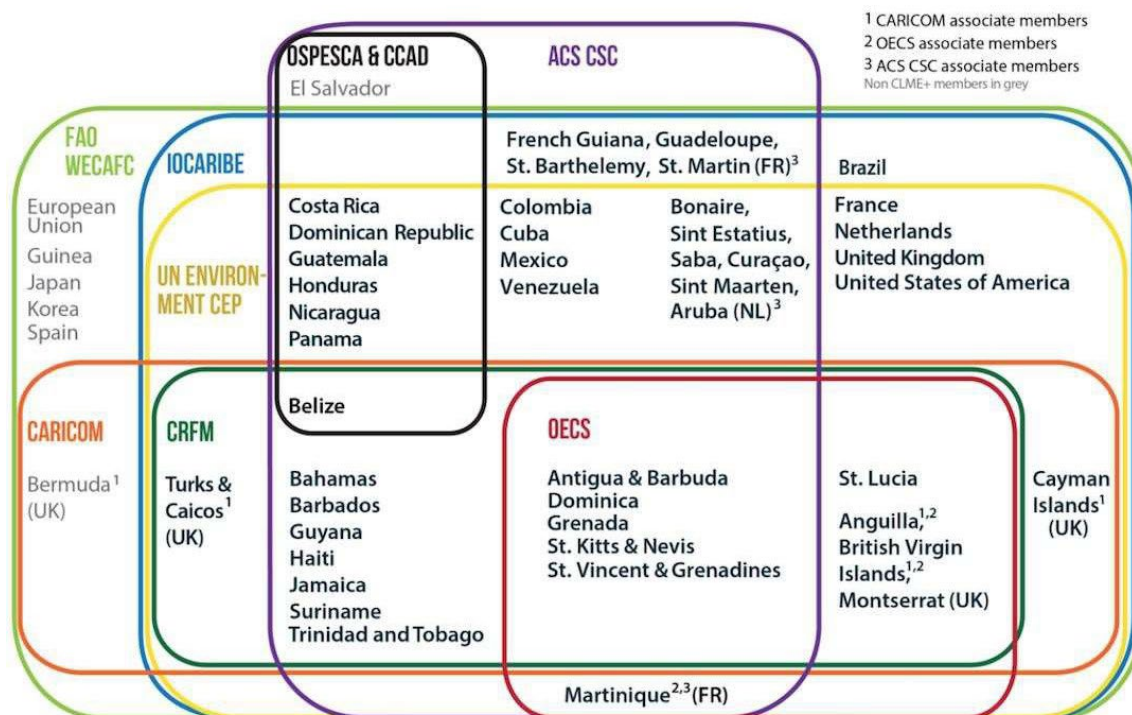 OSPESCA & CCAD
El Salvador
ACS CSC
1 CARICOM associate members
2 OECS associate members
3 ACS CSC associate members
Non CLME+ members in grey
FAO
WECAFC
European
Union
Guinea
Japan
Korea
Spain
IOCARIBE
French Guiana, Guadeloupe,
St. Barthelemy, St. Martin (FR)3
Brazil
UN ENVIRON-
MENT CEP
Costa Rica
Dominican Republic
Guatemala
Honduras
Nicaragua
Panama
Colombia
Cuba
Mexico
Venezuela
Bonaire,
Sint Estatius,
Saba, Curaçao,
Sint Maarten,
Aruba (NL)3
France
Netherlands
United Kingdom
United States of America
Belize
CARICOM
Bermuda1
(UK)
CRFM
Turks &
Caicos1
(UK)
Bahamas
Barbados
Guyana
Haiti
Jamaica
Suriname
Trinidad and Tobago
OECS
Antigua & Barbuda
Dominica
Grenada
St. Kitts & Nevis
St. Vincent & Grenadines
St. Lucia
Anguilla,1,2
British Virgin
Islands,1,2
Montserrat (UK)
Cayman
Islands1
(UK)
Martinique2,3(FR)